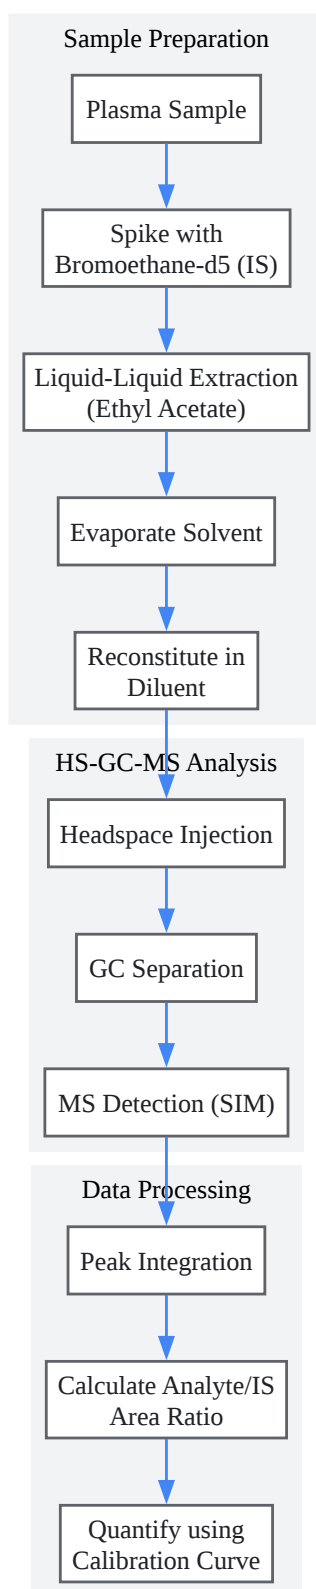 Sample Preparation
Plasma Sample
Spike with
Bromoethane-d5 (IS)
Liquid-Liquid Extraction
(Ethyl Acetate)
Evaporate Solvent
Reconstitute in
Diluent
HS-GC-MS Analysis
Headspace Injection
GC Separation
MS Detection (SIM)
Data Processing
Peak Integration
Calculate Analyte/IS
Area Ratio
Quantify using
Calibration Curve